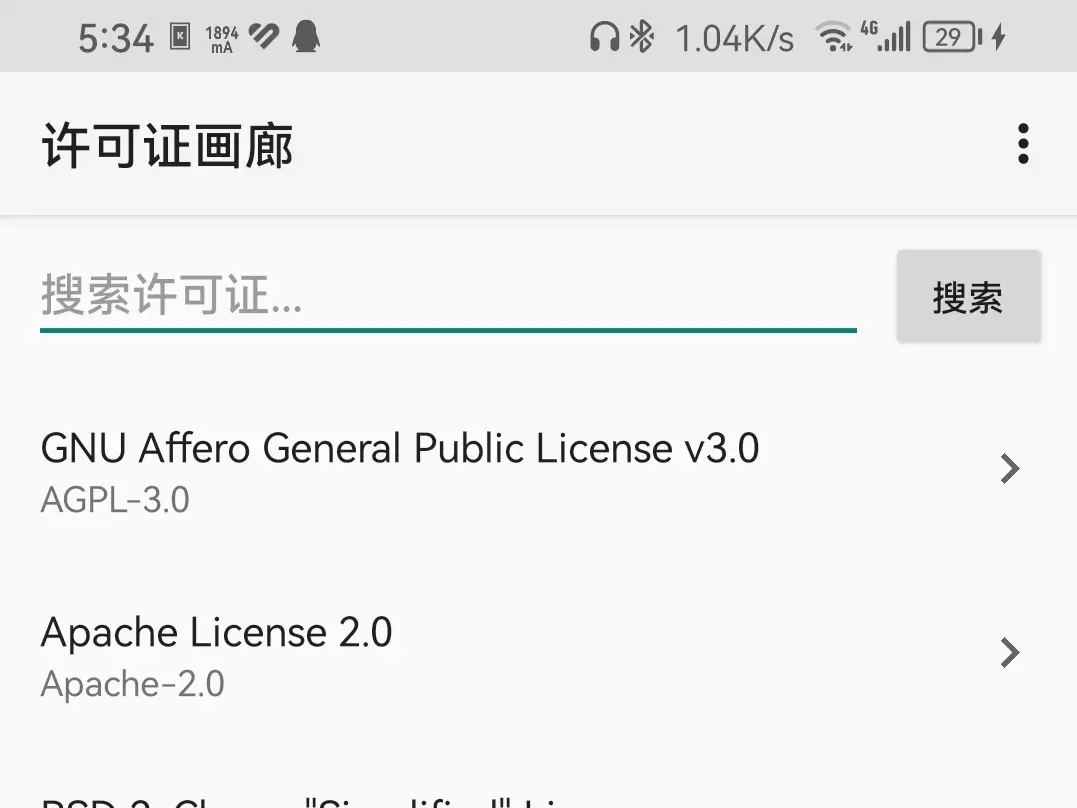 5:34 1894 mA 1.04K/s 4G 29
许可证画廊
搜索许可证...
搜索
GNU Affero General Public License v3.0
AGPL-3.0
Apache License 2.0
Apache-2.0